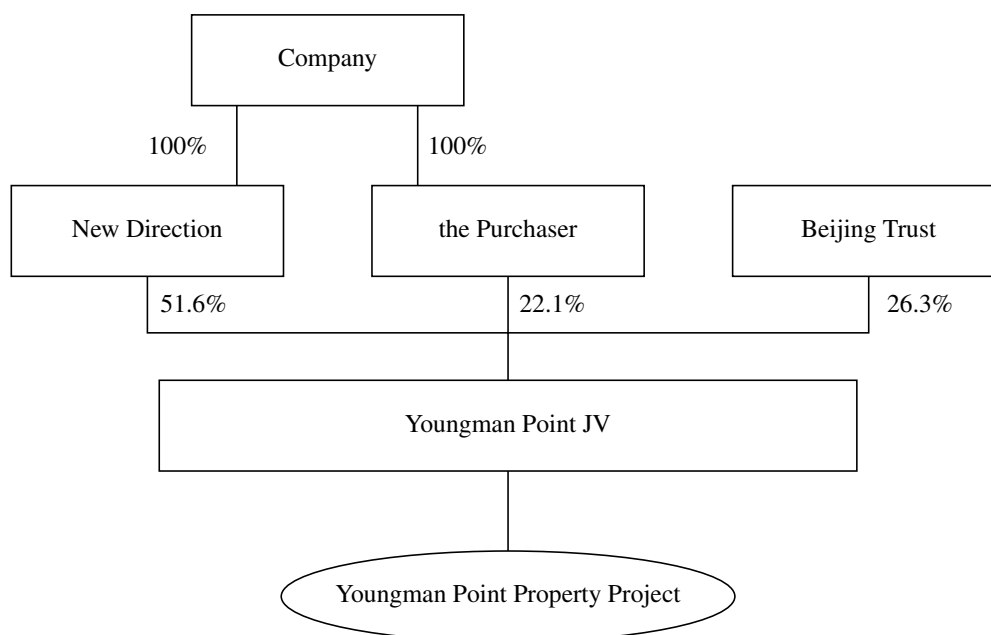 Company
100%
100%
New Direction
the Purchaser
Beijing Trust
51.6%
22.1%
26.3%
Youngman Point JV
Youngman Point Property Project